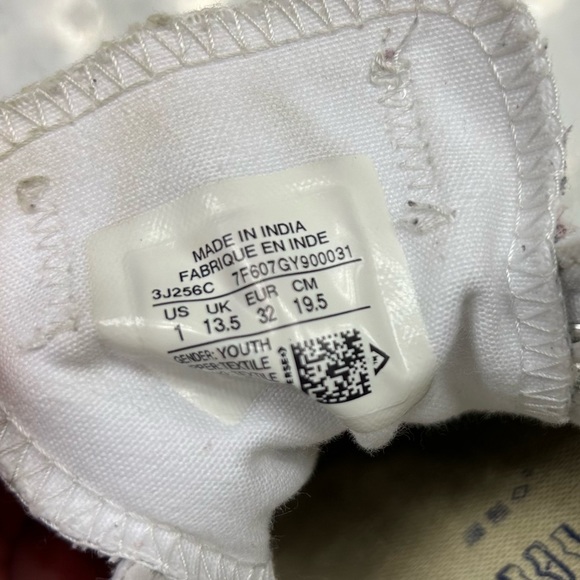 MADE IN INDIA
FABRIQUE EN INDE
3J256C 7F607GY900031
US UK EUR CM
1 13.5 32 19.5
GENDER: YOUTH
TEXTILE